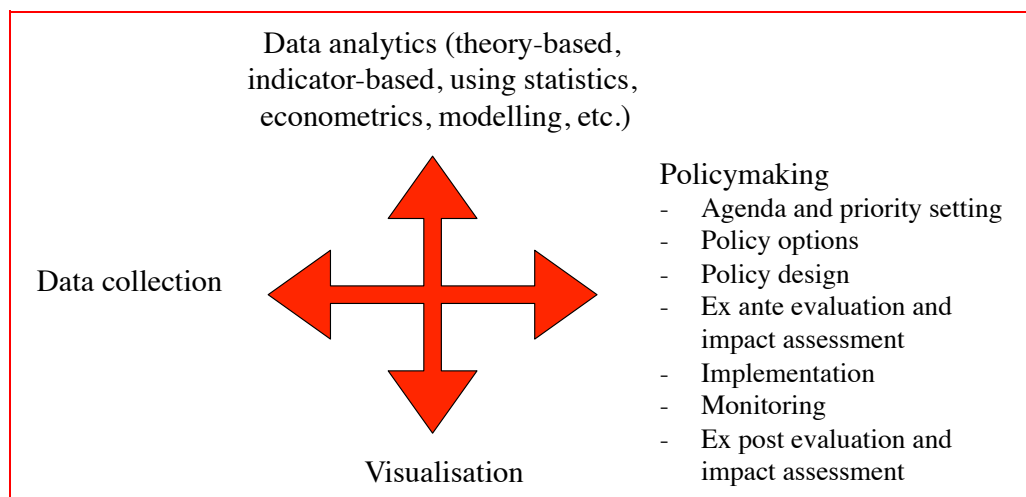 Data analytics (theory-based,
indicator-based, using statistics,
econometrics, modelling, etc.)
Data collection
Policymaking
- Agenda and priority setting
- Policy options
- Policy design
- Ex ante evaluation and
impact assessment
- Implementation
- Monitoring
- Ex post evaluation and
impact assessment
Visualisation